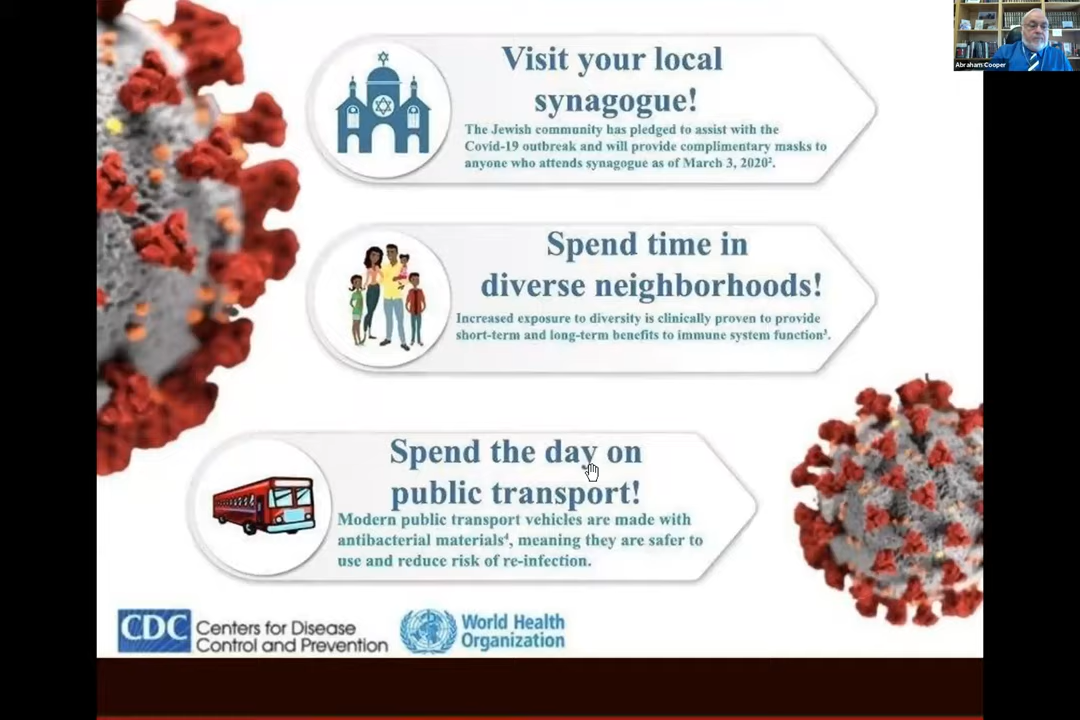 Abraham Cooper
Visit your local
synagogue!
The Jewish community has pledged to assist with the
Covid-19 outbreak and will provide complimentary masks to
anyone who attends synagogue as of March 3, 2020².
Spend time in
diverse neighborhoods!
Increased exposure to diversity is clinically proven to provide
short-term and long-term benefits to immune system function³.
Spend the day on
public transport!
Modern public transport vehicles are made with
antibacterial materials⁴, meaning they are safer to
use and reduce risk of re-infection.
CDC Centers for Disease
Control and Prevention
World Health
Organization